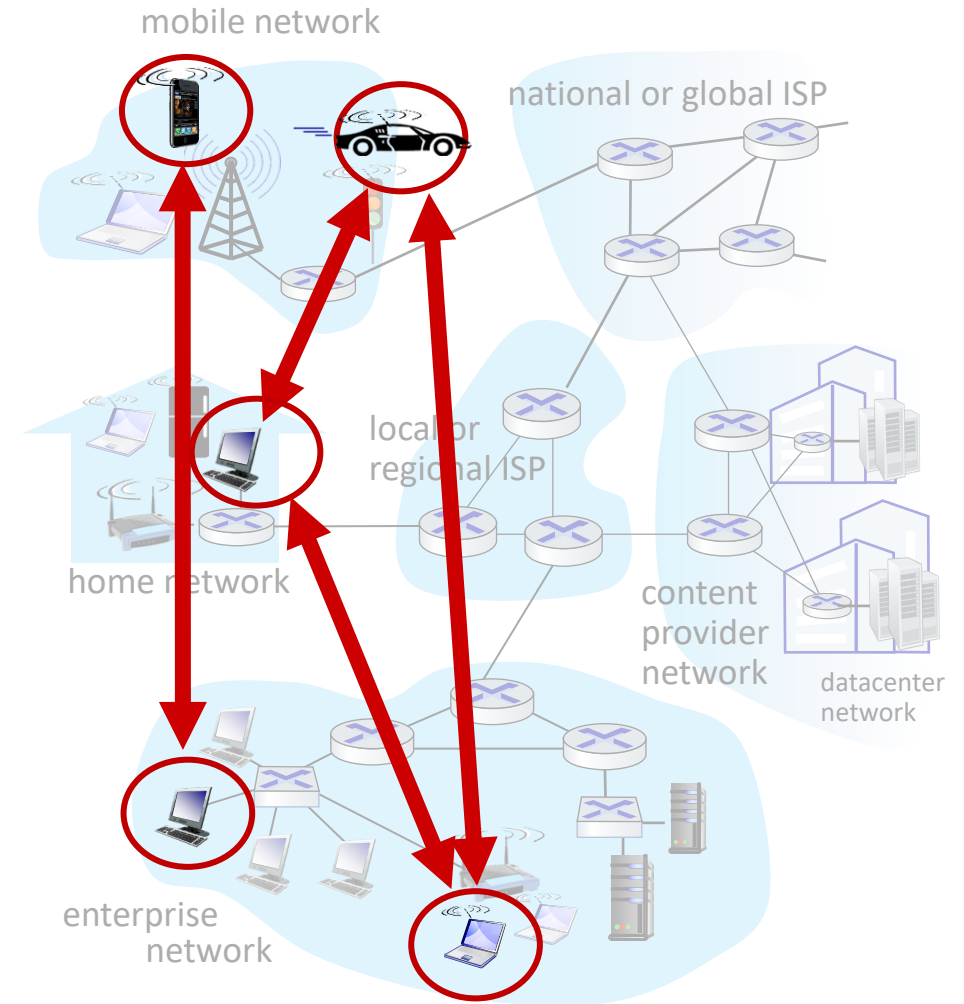 mobile network
national or global ISP
local or
regional ISP
home network
content
provider
network
datacenter
network
enterprise
network